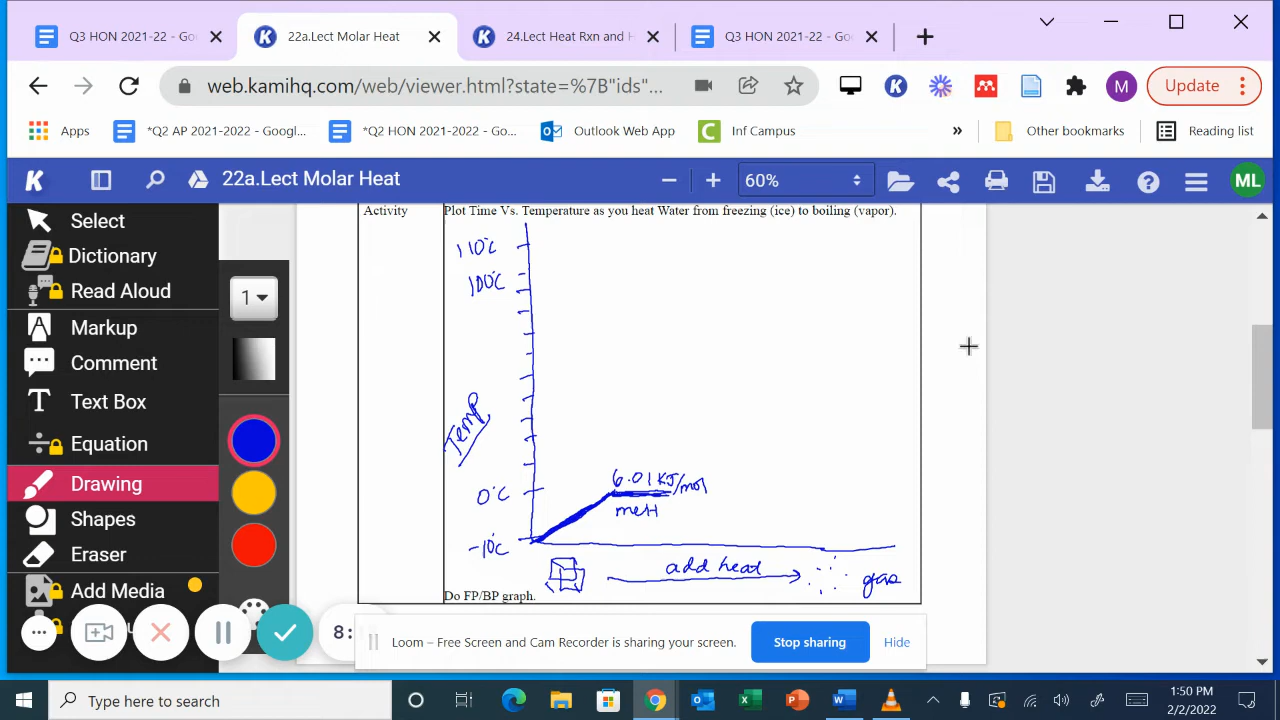 Q3 HON 2021-22 - Go
22a.Lect Molar Heat
24.Lect Heat Rxn and H
Q3 HON 2021-22 - Go
web.kamihq.com/web/viewer.html?state=%7B"ids"...
M
Update
Apps
*Q2 AP 2021-2022 - Googl...
*Q2 HON 2021-22 - Go...
Outlook Web App
C
Inf Campus
»
Other bookmarks
Reading list
K
22a.Lect Molar Heat
60%
ML
Select
Dictionary
Read Aloud
Markup
Comment
Text Box
Equation
Drawing
Shapes
Eraser
Add Media
1
Activity
Plot Time Vs. Temperature as you heat Water from freezing (ice) to boiling (vapor).
110°C
100°C
Temp
6.01 KJ/mol
0°C
melt
-10°C
add heat
gas
Do FP/BP graph.
8:
Loom – Free Screen and Cam Recorder is sharing your screen.
Stop sharing
Hide
Type here to search
1:50 PM
2/2/2022